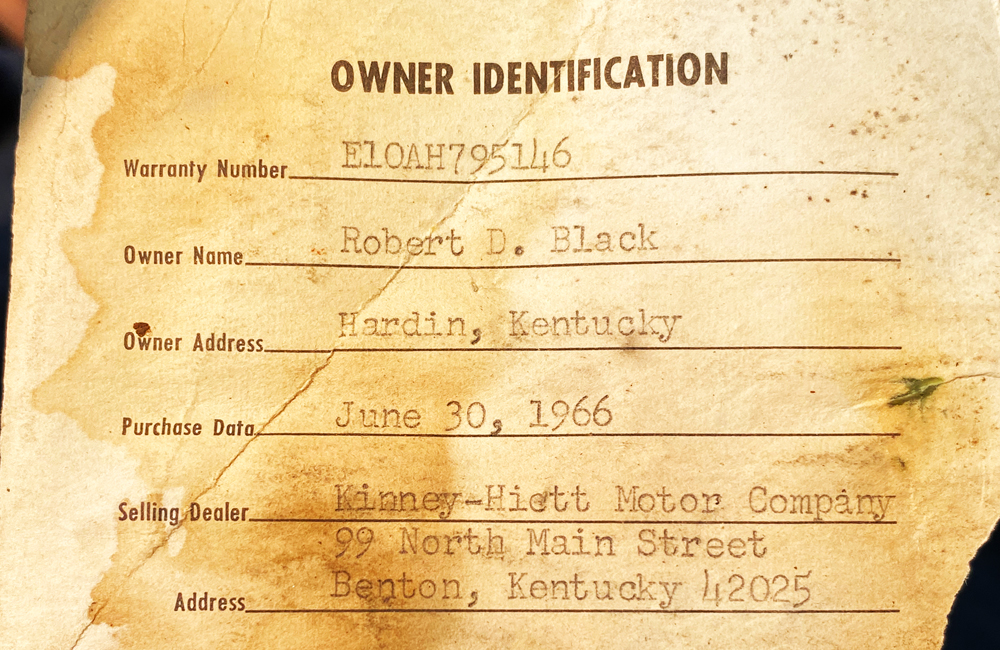 OWNER IDENTIFICATION
Warranty Number E10AH795146
Owner Name Robert D. Black
Owner Address Hardin, Kentucky
Purchase Data June 30, 1966
Selling Dealer Kinney-Hiett Motor Company
99 North Main Street
Address Benton, Kentucky 42025